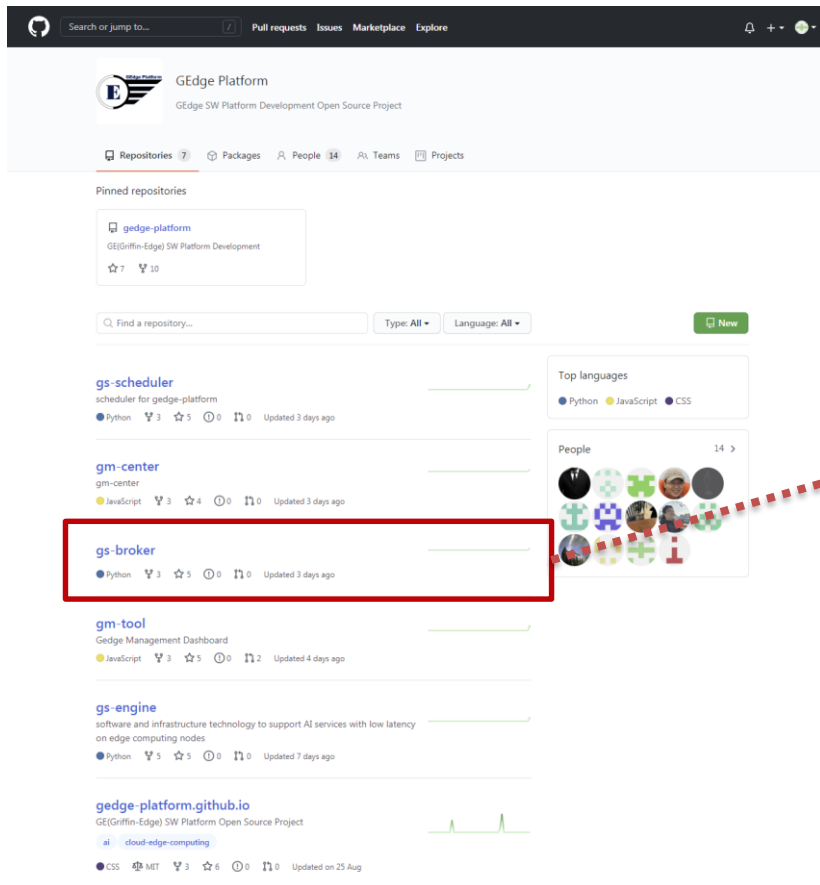 Search or jump to... / Pull requests Issues Marketplace Explore
GEdge Platform
E
GEdge Platform
GEdge SW Platform Development Open Source Project
Repositories 7 Packages People 14 Teams Projects
Pinned repositories
gedge-platform
GE(Griffin-Edge) SW Platform Development
7 10
Find a repository... Type: All Language: All New
gs-scheduler
scheduler for gedge-platform
Python 3 5 0 0 Updated 3 days ago
Top languages
Python JavaScript CSS
gm-center
gm-center
JavaScript 3 4 0 0 Updated 3 days ago
People 14
gs-broker
Python 3 5 0 0 Updated 3 days ago
gm-tool
Gedge Management Dashboard
JavaScript 3 5 0 2 Updated 4 days ago
gs-engine
software and infrastructure technology to support AI services with low latency
on edge computing nodes
Python 5 5 0 0 Updated 7 days ago
gedge-platform.github.io
GE(Griffin-Edge) SW Platform Open Source Project
ai cloud-edge-computing
CSS MIT 3 6 0 0 Updated on 25 Aug